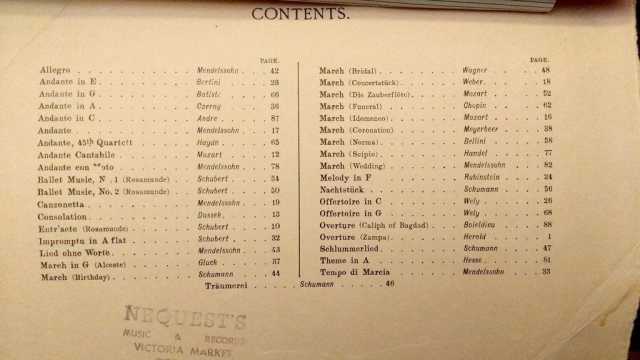 CONTENTS.
PAGE.
Allegro Mendelssohn 42
Andante in E Bertini 28
Andante in G Batiste 66
Andante in A Czerny 36
Andante in C Andre 87
Andante Mendelssohn 17
Andante, 45th Quartett Haydn 65
Andante Cantabile Mozart 12
Andante con Mendelssohn 78
Ballet Music, N .1 (Rosamunde) Schubert 34
Ballet Music, No. 2 (Rosamunde) Schubert 50
Canzonetta Mendelssohn 19
Consolation Dussek 13
Entr'acte (Rosamunde) Schubert 10
Impromptu in A flat Schubert 32
Lied ohne Worte Mendelssohn 43
March in G (Alceste) Gluck 37
March (Birthday) Schumann 44
PAGE.
March (Bridal) Wagner 48
March (Concertstück) Weber 18
March (Die Zauberflöte) Mozart 52
March (Funeral) Chopin 62
March (Idomeneo) Mozart 16
March (Coronation) Meyerbeer 38
March (Norma) Bellini 58
March (Scipio) Handel 77
March (Wedding) Mendelssohn 82
Melody in F Rubinstein 24
Nachtstück Schumann 56
Offertoire in C Wely 26
Offertoire in G Wely 68
Overture (Caliph of Bagdad) Boieldieu 88
Overture (Zampa) Herold 1
Schlummerlied Schumann 47
Theme in A Hesse 81
Tempo di Marcia Mendelssohn 33
Träumerei Schumann 46
NEQUEST'S
MUSIC & RECORDS
VICTORIA MARKET